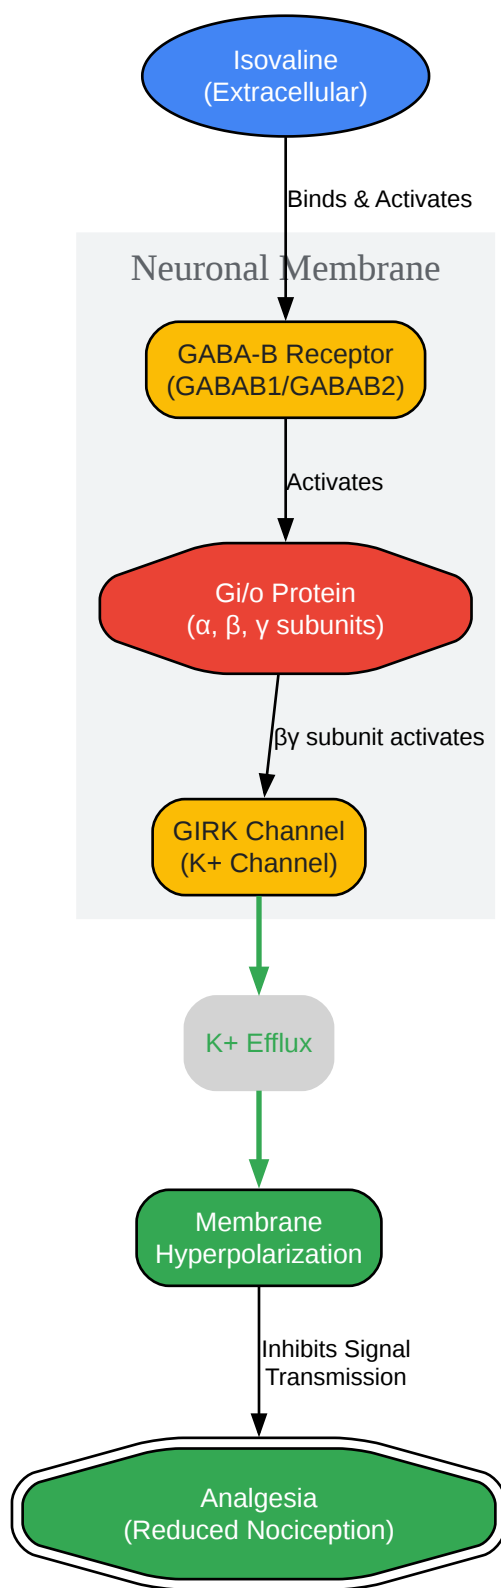 Isovaline
(Extracellular)
Binds & Activates
Neuronal Membrane
GABA-B Receptor
(GABAB1/GABAB2)
Activates
Gi/o Protein
(α, β, γ subunits)
βγ subunit activates
GIRK Channel
(K+ Channel)
K+ Efflux
Membrane
Hyperpolarization
Inhibits Signal
Transmission
Analgesia
(Reduced Nociception)